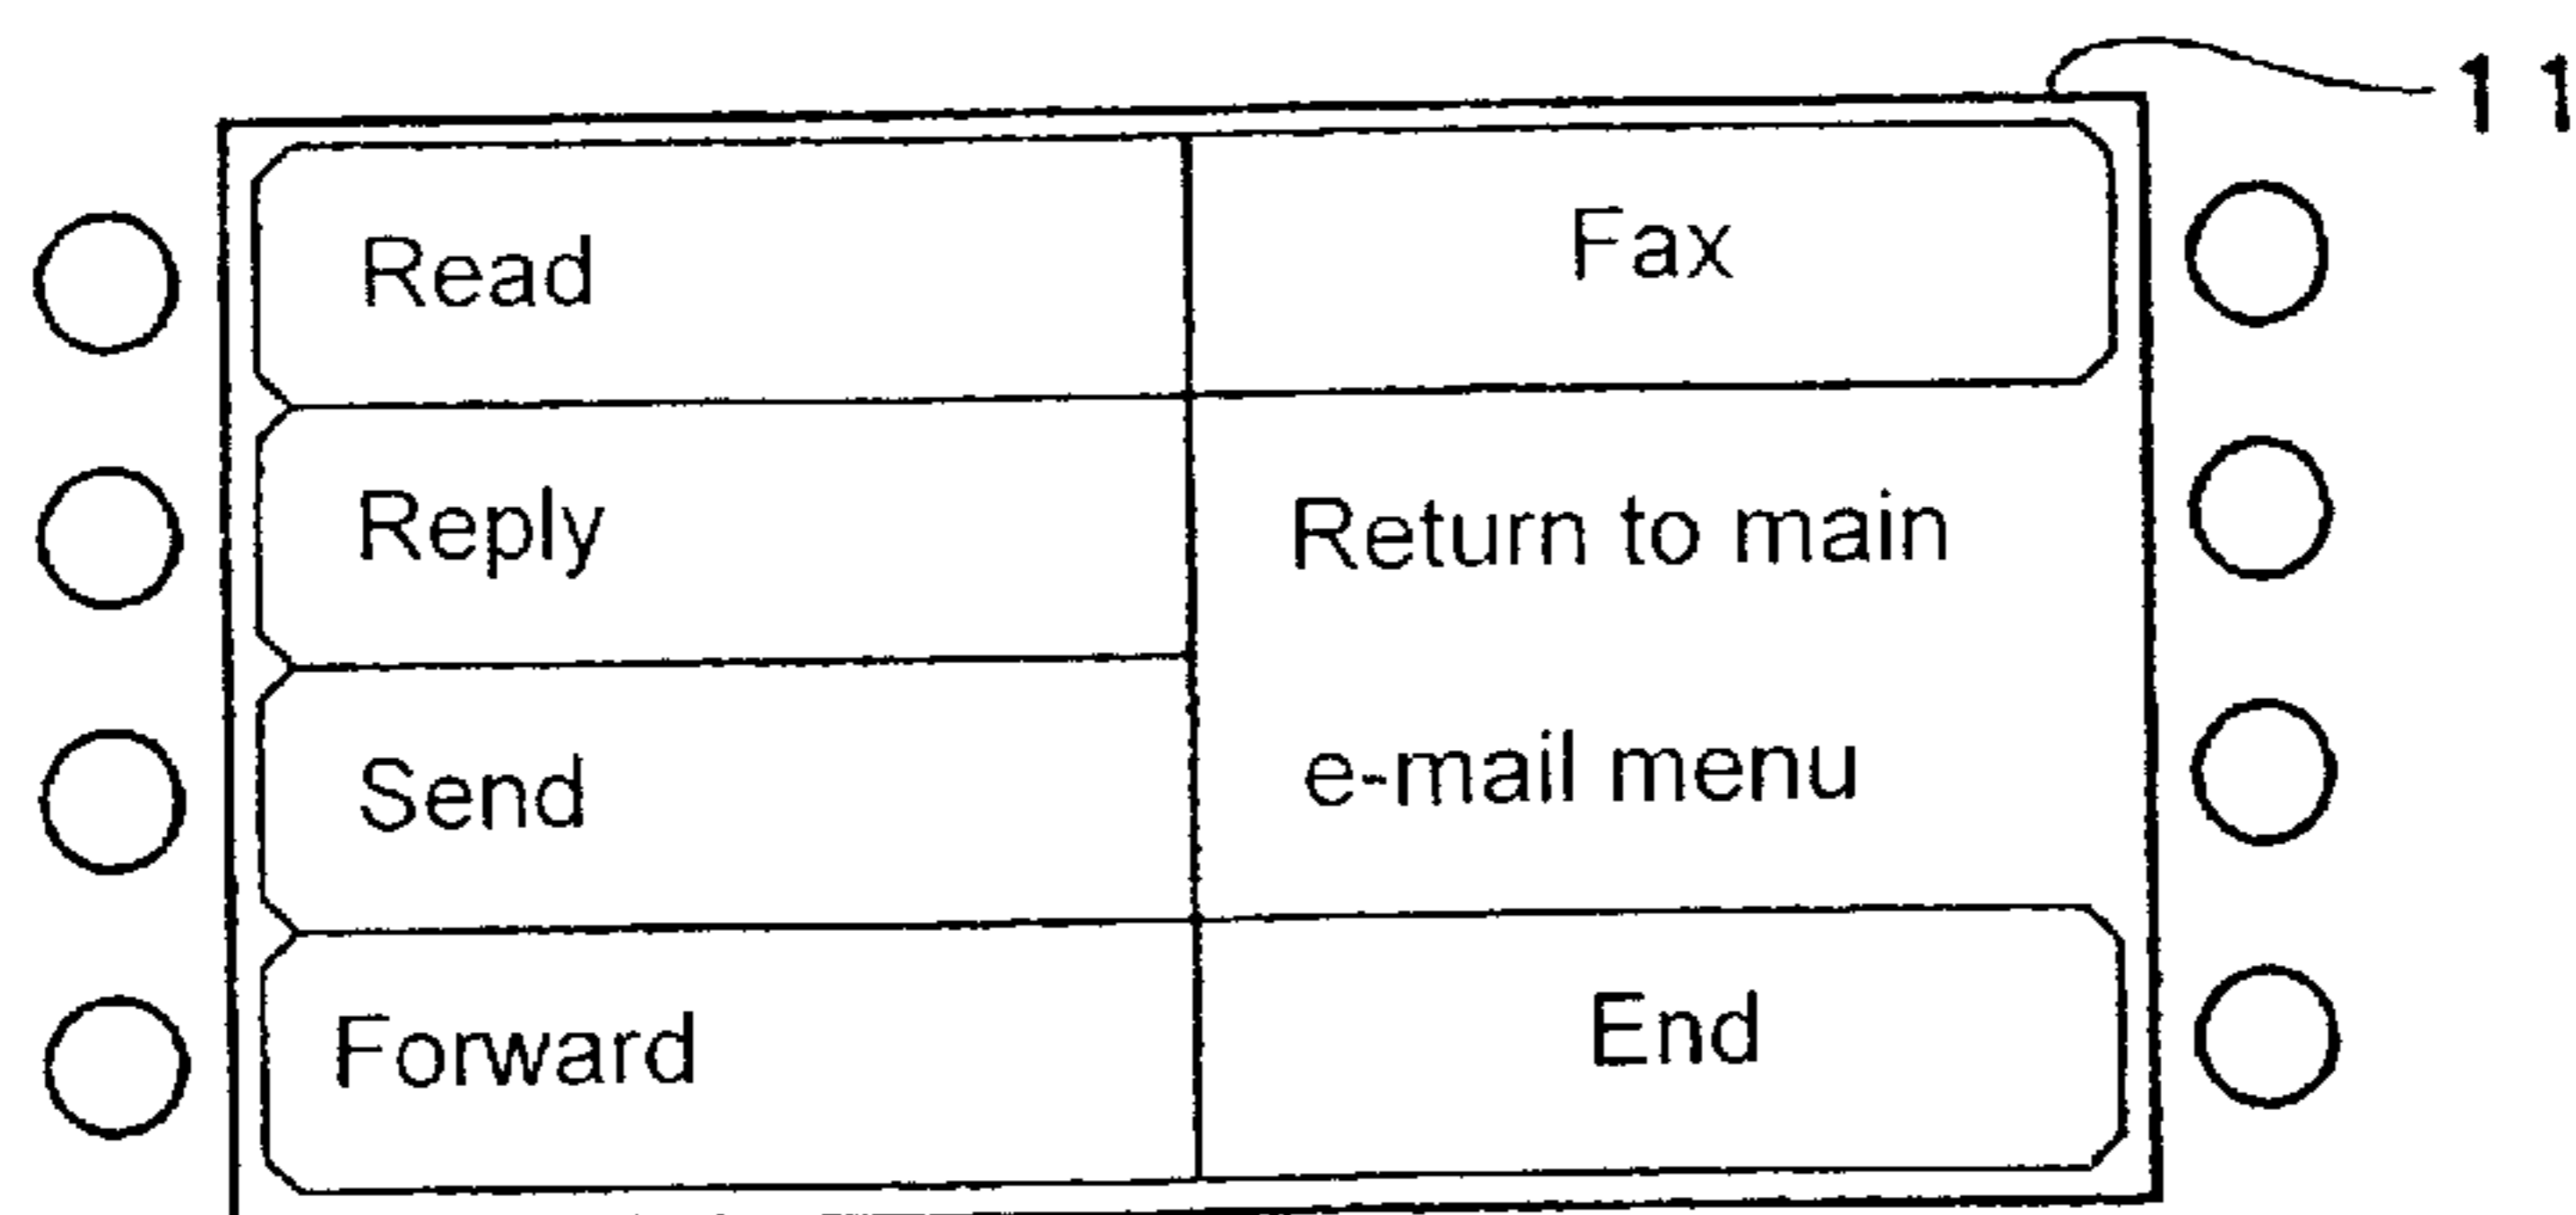 11
Read
Fax
Reply
Return to main
Send
e-mail menu
Forward
End